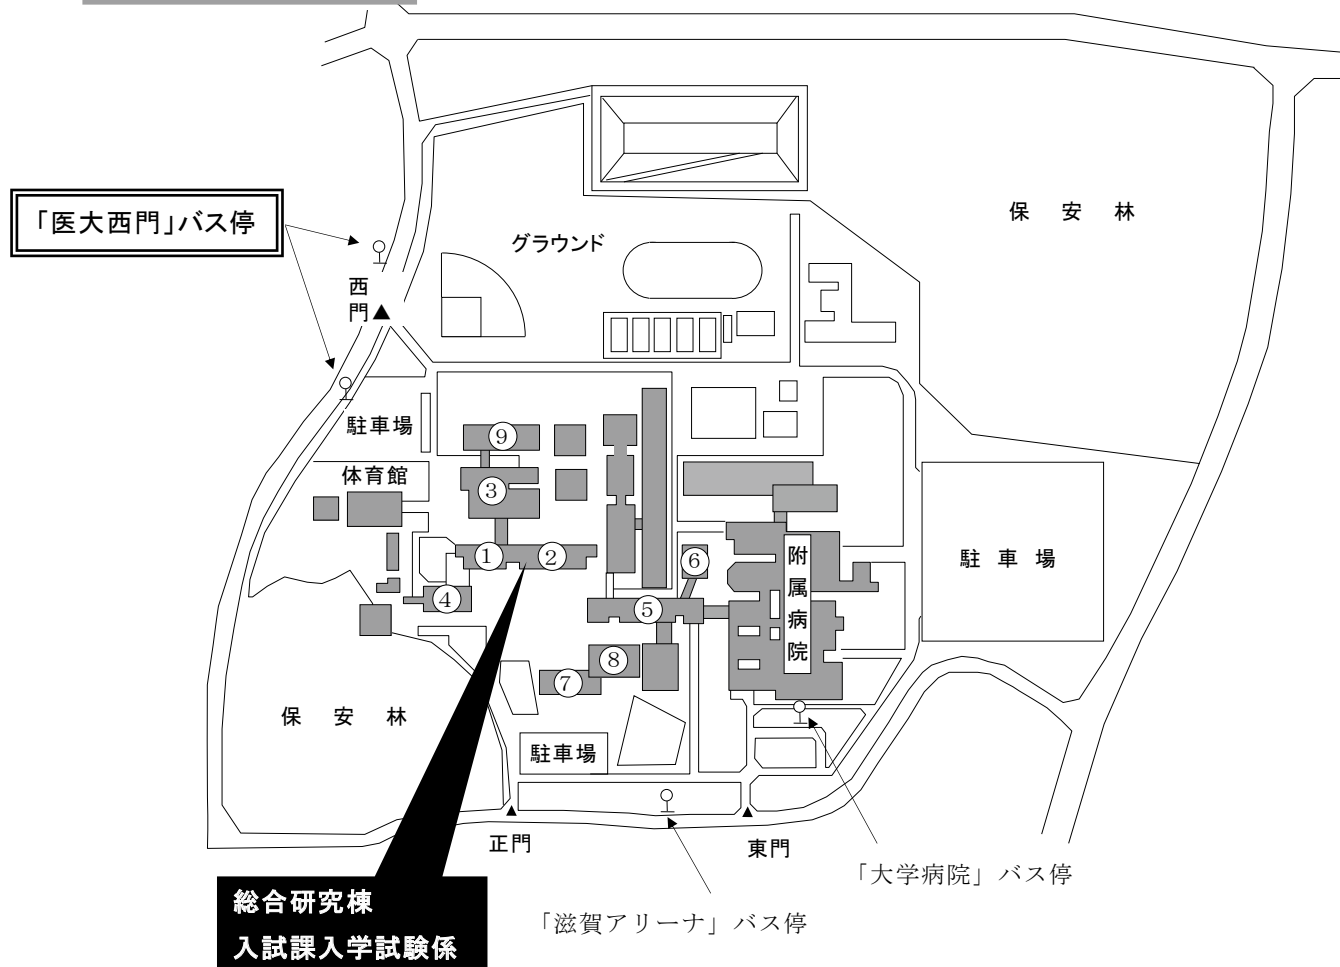 保 安 林
「医大西門」バス停
グラウンド
西
門
駐車場
⑨
体育館
③
①
②
⑥
附
属
病
院
駐 車 場
④
⑤
⑧
⑦
保 安 林
駐車場
正門
東門
「大学病院」バス停
総合研究棟
入試課入学試験係
「滋賀アリーナ」バス停